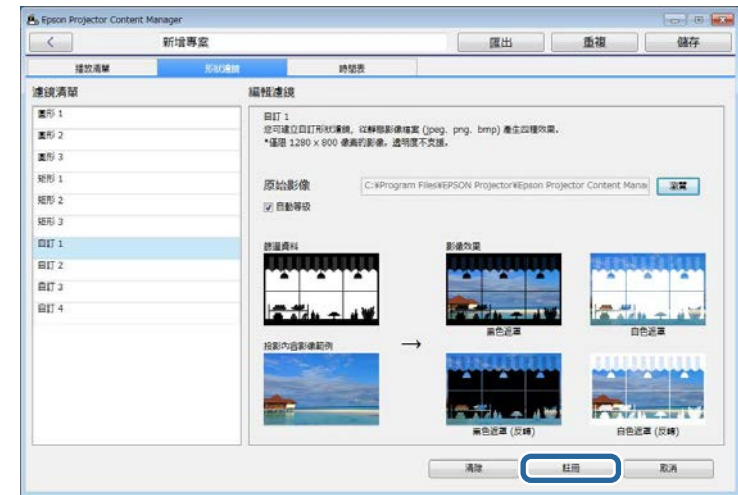 Epson Projector Content Manager
新增專案
匯出
重複
儲存
播放清單
形狀濾鏡
時間表
濾鏡清單
編輯濾鏡
圓形 1
圓形 2
圓形 3
矩形 1
矩形 2
矩形 3
自訂 1
自訂 2
自訂 3
自訂 4
自訂 1
您可建立自訂形狀濾鏡，從靜態影像檔案 (jpeg、png、bmp) 產生四種效果。
*僅限 1280 × 800 像素的影像。透明度不支援。
原始影像
C:¥Program Files¥EPSON Projector¥Epson Projector Content Mana
瀏覽
自動等級
篩選資料
影像效果
黑色遮罩
白色遮罩
投影內容影像範例
→
黑色遮罩 (反轉)
白色遮罩 (反轉)
清除
註冊
取消